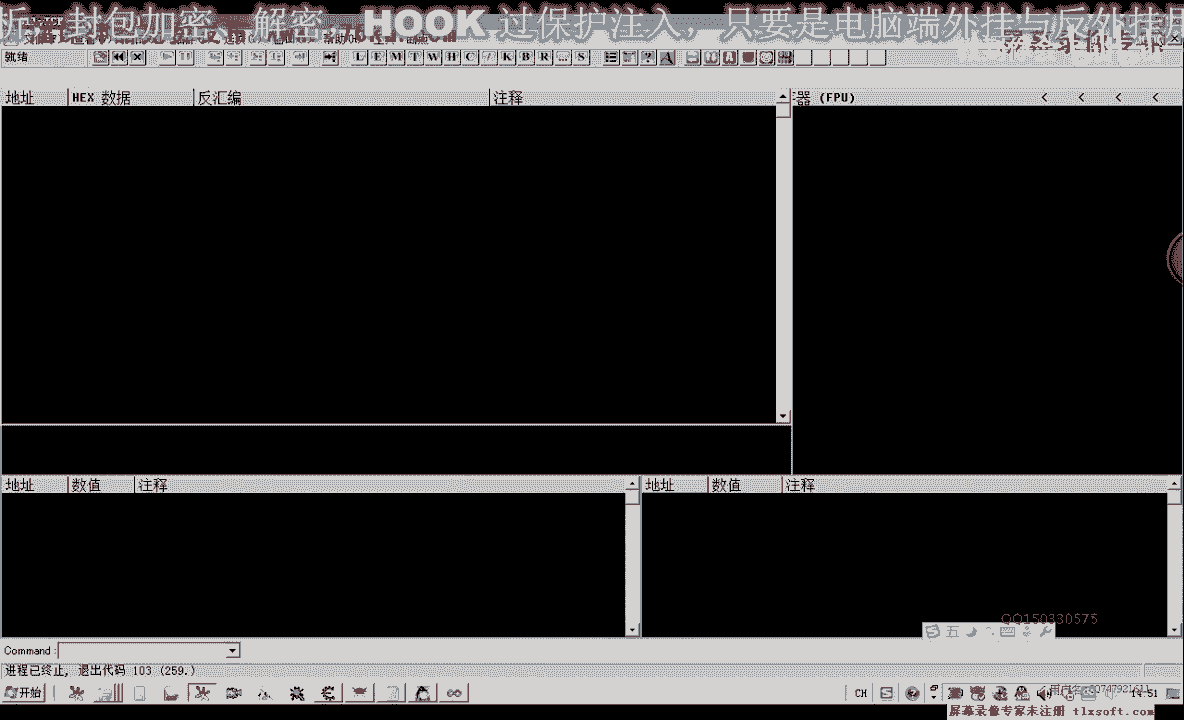 析，封包加密、解密、HOOK 过保护注入，只要是电脑端外挂与反外挂
就绪 L E M T W H C / K B R ... S
地址 HEX 数据 反汇编 注释 器 (FPU) < < < <
地址 数值 注释 地址 数值 注释
QQ150330575
五
Command:
进程已终止, 退出代码 103 (259.)
开始 CH 14:51
屏幕录像专家未注册 tlxsoft.com